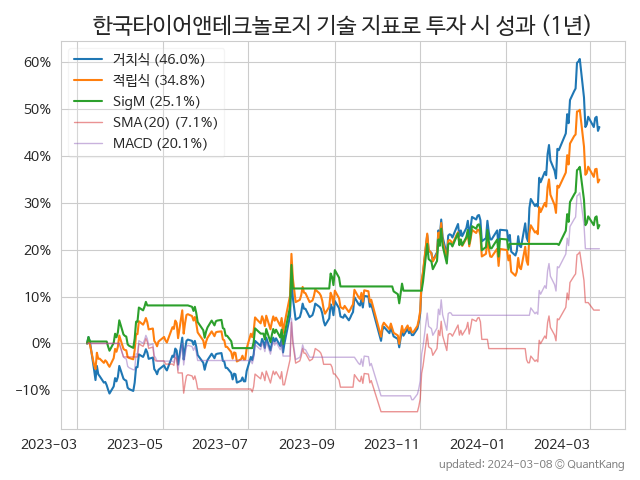 한국타이어앤테크놀로지 기술 지표로 투자 시 성과 (1년)
거치식 (46.0%)
적립식 (34.8%)
SigM (25.1%)
SMA(20) (7.1%)
MACD (20.1%)
60%
50%
40%
30%
20%
10%
0%
−10%
2023−03 2023−05 2023−07 2023−09 2023−11 2024−01 2024−03
updated: 2024−03−08 © QuantKang